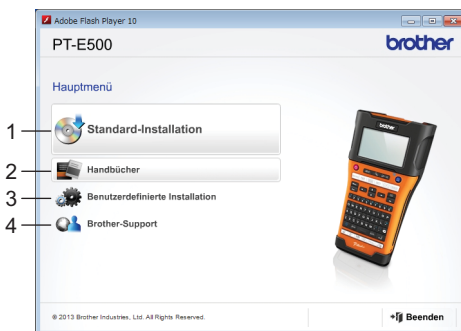 Adobe Flash Player 10
PT-E500
brother
Hauptmenü
1
Standard-Installation
2
Handbücher
3
Benutzerdefinierte Installation
4
Brother-Support
brother
© 2013 Brother Industries, Ltd. All Rights Reserved.
Beenden